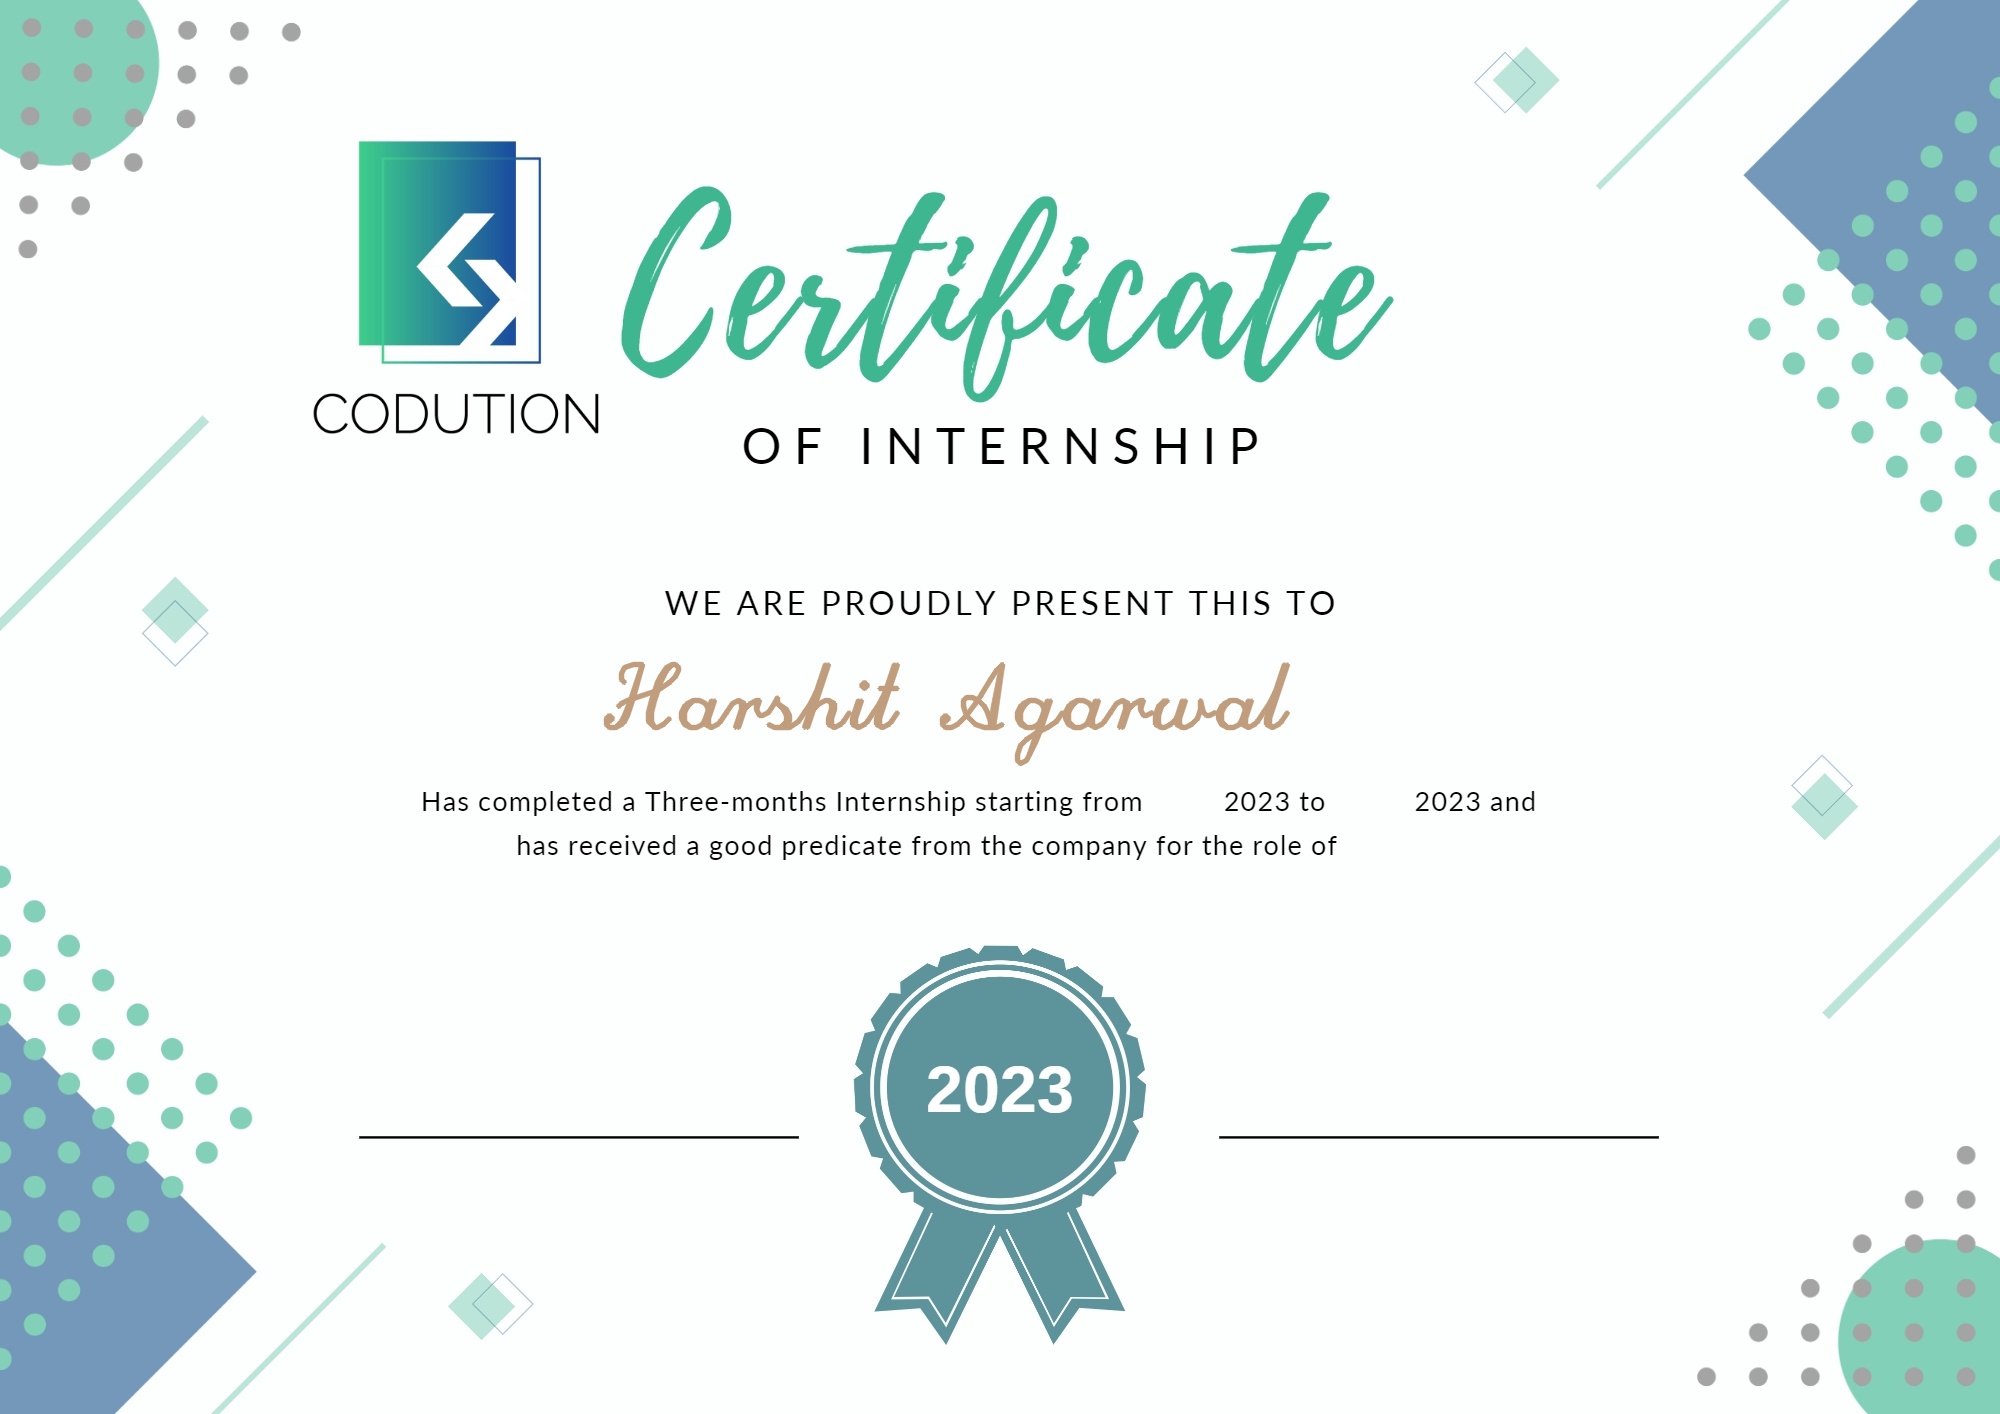 CODUTION
Certificate
OF INTERNSHIP
WE ARE PROUDLY PRESENT THIS TO
Harshit Agarwal
Has completed a Three-months Internship starting from 2023 to 2023 and
has received a good predicate from the company for the role of
2023